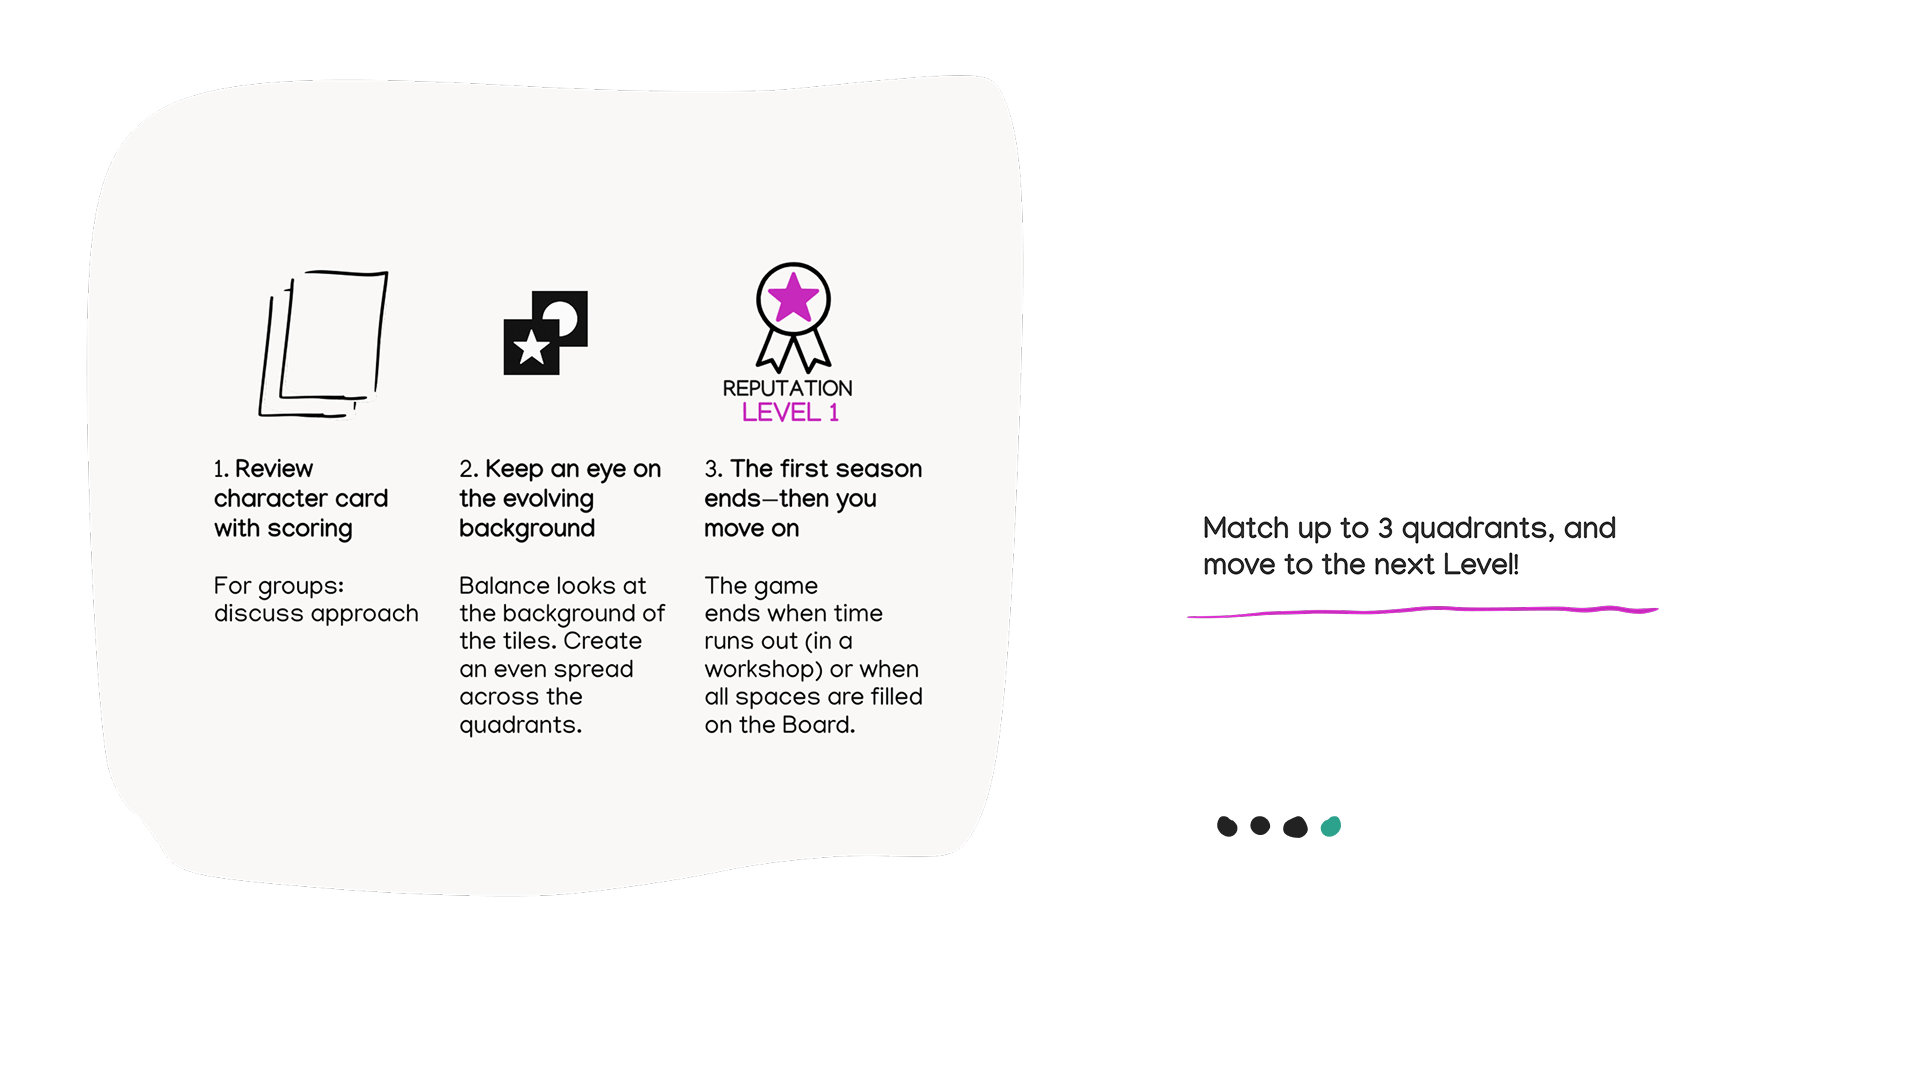 REPUTATION
LEVEL 1
1. Review
character card
with scoring
For groups:
discuss approach
2. Keep an eye on
the evolving
background
Balance looks at
the background of
the tiles. Create
an even spread
across the
quadrants.
3. The first season
ends—then you
move on
The game
ends when time
runs out (in a
workshop) or when
all spaces are filled
on the Board.
Match up to 3 quadrants, and
move to the next Level!